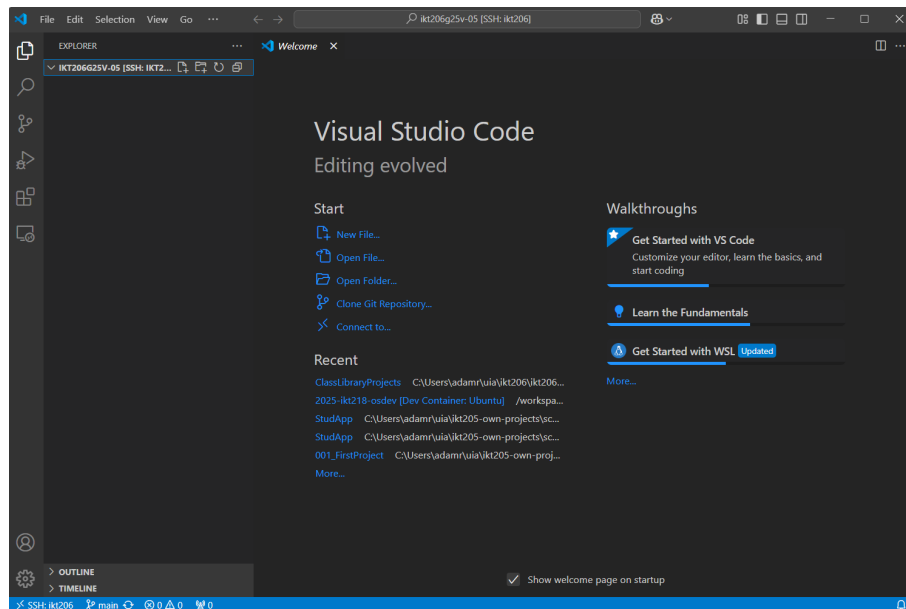 File Edit Selection View Go ··· ikt206g25v-05 [SSH: ikt206]
EXPLORER ··· Welcome
IKT206G25V-05 [SSH: IKT2...
Visual Studio Code
Editing evolved
Start
New File...
Open File...
Open Folder...
Clone Git Repository...
Connect to...
Recent
ClassLibraryProjects C:\Users\adamr\uia\ikt206\ikt206...
2025-ikt218-osdev [Dev Container: Ubuntu] /workspa...
StudApp C:\Users\adamr\uia\ikt205-own-projects\sc...
StudApp C:\Users\adamr\uia\ikt205-own-projects\sc...
001_FirstProject C:\Users\adamr\uia\ikt205-own-proj...
More...
Walkthroughs
Get Started with VS Code
Customize your editor, learn the basics, and
start coding
Learn the Fundamentals
Get Started with WSL Updated
More...
OUTLINE
TIMELINE
Show welcome page on startup
SSH: ikt206 main 0 0 0